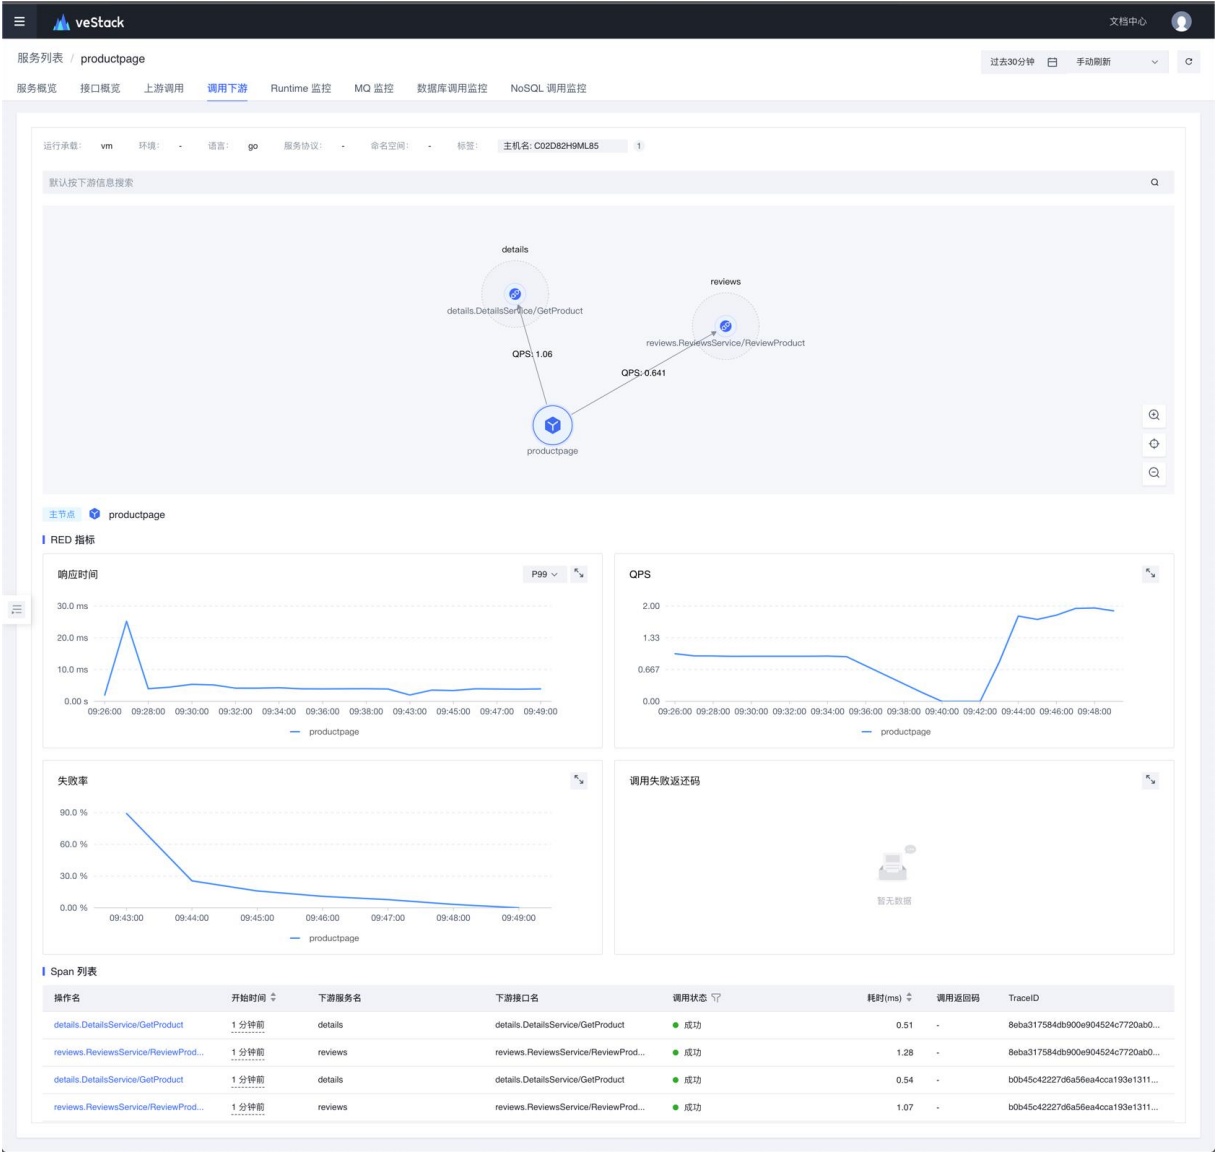 veStack 文档中心
服务列表 / productpage 过去30分钟 手动刷新
服务概览 接口概览 上游调用 调用下游 Runtime 监控 MQ 监控 数据库调用监控 NoSQL 调用监控
运行承载: vm 环境: - 语言: go 服务协议: - 命名空间: - 标签: 主机名: C02D82H9ML85 1
默认按下游信息搜索
details
reviews
details.DetailsService/GetProduct
reviews.ReviewsService/ReviewProduct
QPS: 1.06
QPS: 0.641
productpage
主节点 productpage
RED 指标
响应时间 P99
30.0 ms
20.0 ms
10.0 ms
0.00 s
09:26:00 09:28:00 09:30:00 09:32:00 09:34:00 09:36:00 09:38:00 09:43:00 09:45:00 09:47:00 09:49:00
productpage
QPS
2.00
1.33
0.667
0.00
09:26:00 09:28:00 09:30:00 09:32:00 09:34:00 09:36:00 09:38:00 09:40:00 09:42:00 09:44:00 09:46:00 09:48:00
productpage
失败率
90.0 %
60.0 %
30.0 %
0.00 %
09:43:00 09:44:00 09:45:00 09:46:00 09:47:00 09:48:00 09:49:00
productpage
调用失败返还码
暂无数据
Span 列表
操作名 开始时间 下游服务名 下游接口名 调用状态 耗时(ms) 调用返回码 TraceID
details.DetailsService/GetProduct 1 分钟前 details details.DetailsService/GetProduct 成功 0.51 - 8eba317584db900e904524c7720ab0...
reviews.ReviewsService/ReviewProd... 1 分钟前 reviews reviews.ReviewsService/ReviewProd... 成功 1.28 - 8eba317584db900e904524c7720ab0...
details.DetailsService/GetProduct 1 分钟前 details details.DetailsService/GetProduct 成功 0.54 - b0b45c42227d6a56ea4cca193e1311...
reviews.ReviewsService/ReviewProd... 1 分钟前 reviews reviews.ReviewsService/ReviewProd... 成功 1.07 - b0b45c42227d6a56ea4cca193e1311...